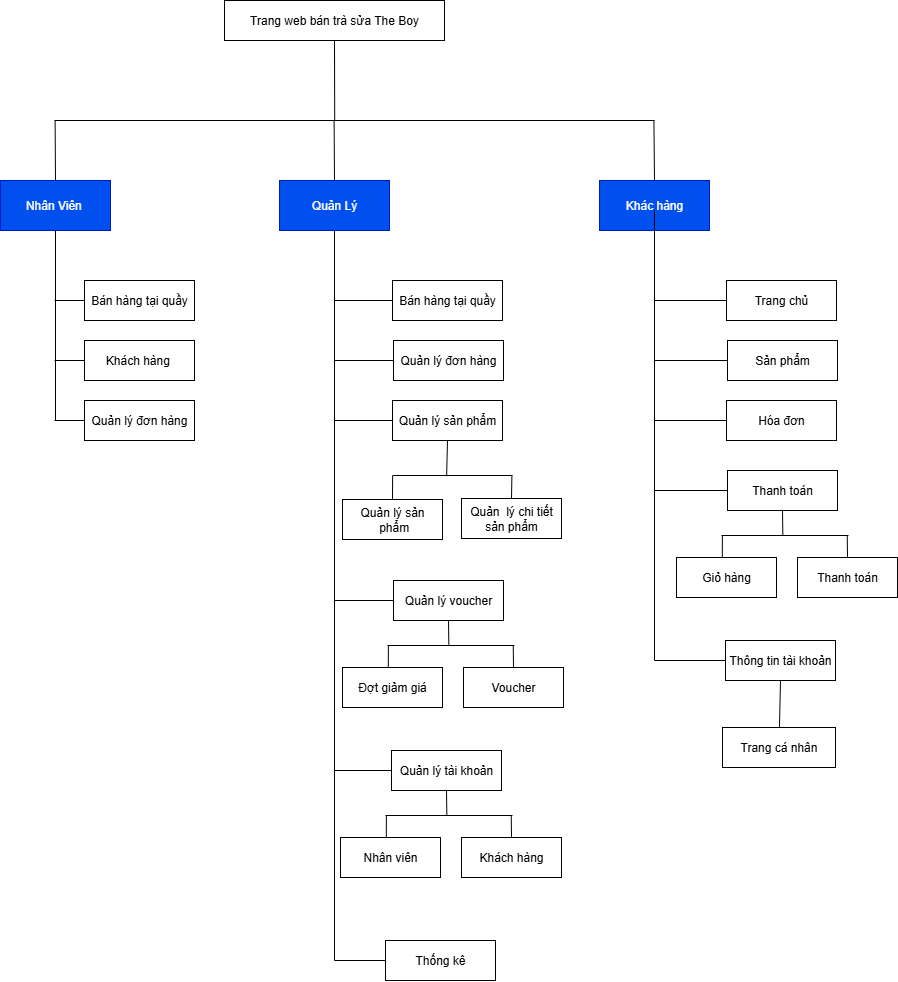 Trang web bán trà sửa The Boy
Nhân Viên
Quản Lý
Khác hàng
Bán hàng tại quầy
Khách hàng
Quản lý đơn hàng
Bán hàng tại quầy
Quản lý đơn hàng
Quản lý sản phẩm
Quản lý sản
phẩm
Quản lý chi tiết
sản phẩm
Quản lý voucher
Đợt giảm giá
Voucher
Quản lý tài khoản
Nhân viên
Khách hàng
Thống kê
Trang chủ
Sản phẩm
Hóa đơn
Thanh toán
Giỏ hàng
Thanh toán
Thông tin tài khoản
Trang cá nhân